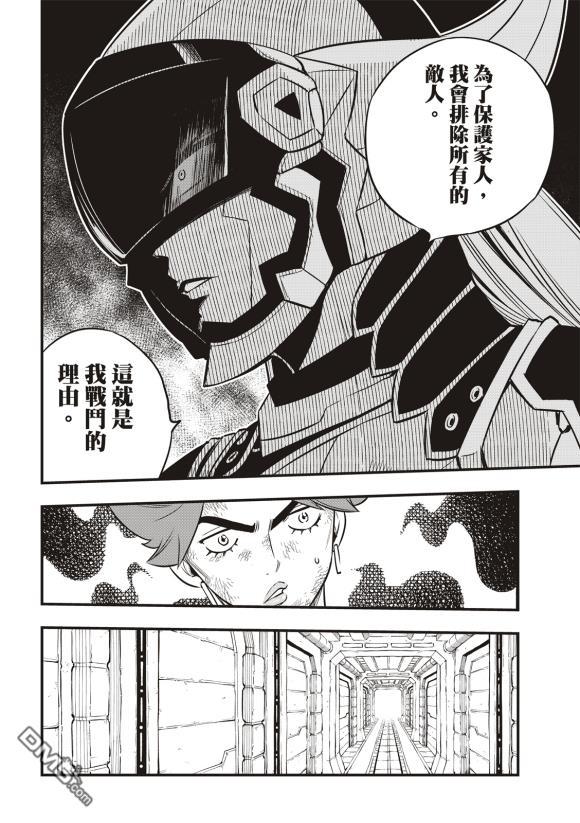 為了保護家人，
我會排除所有的
敵人。
這就是
我戰鬥的
理由。
DM5
.com